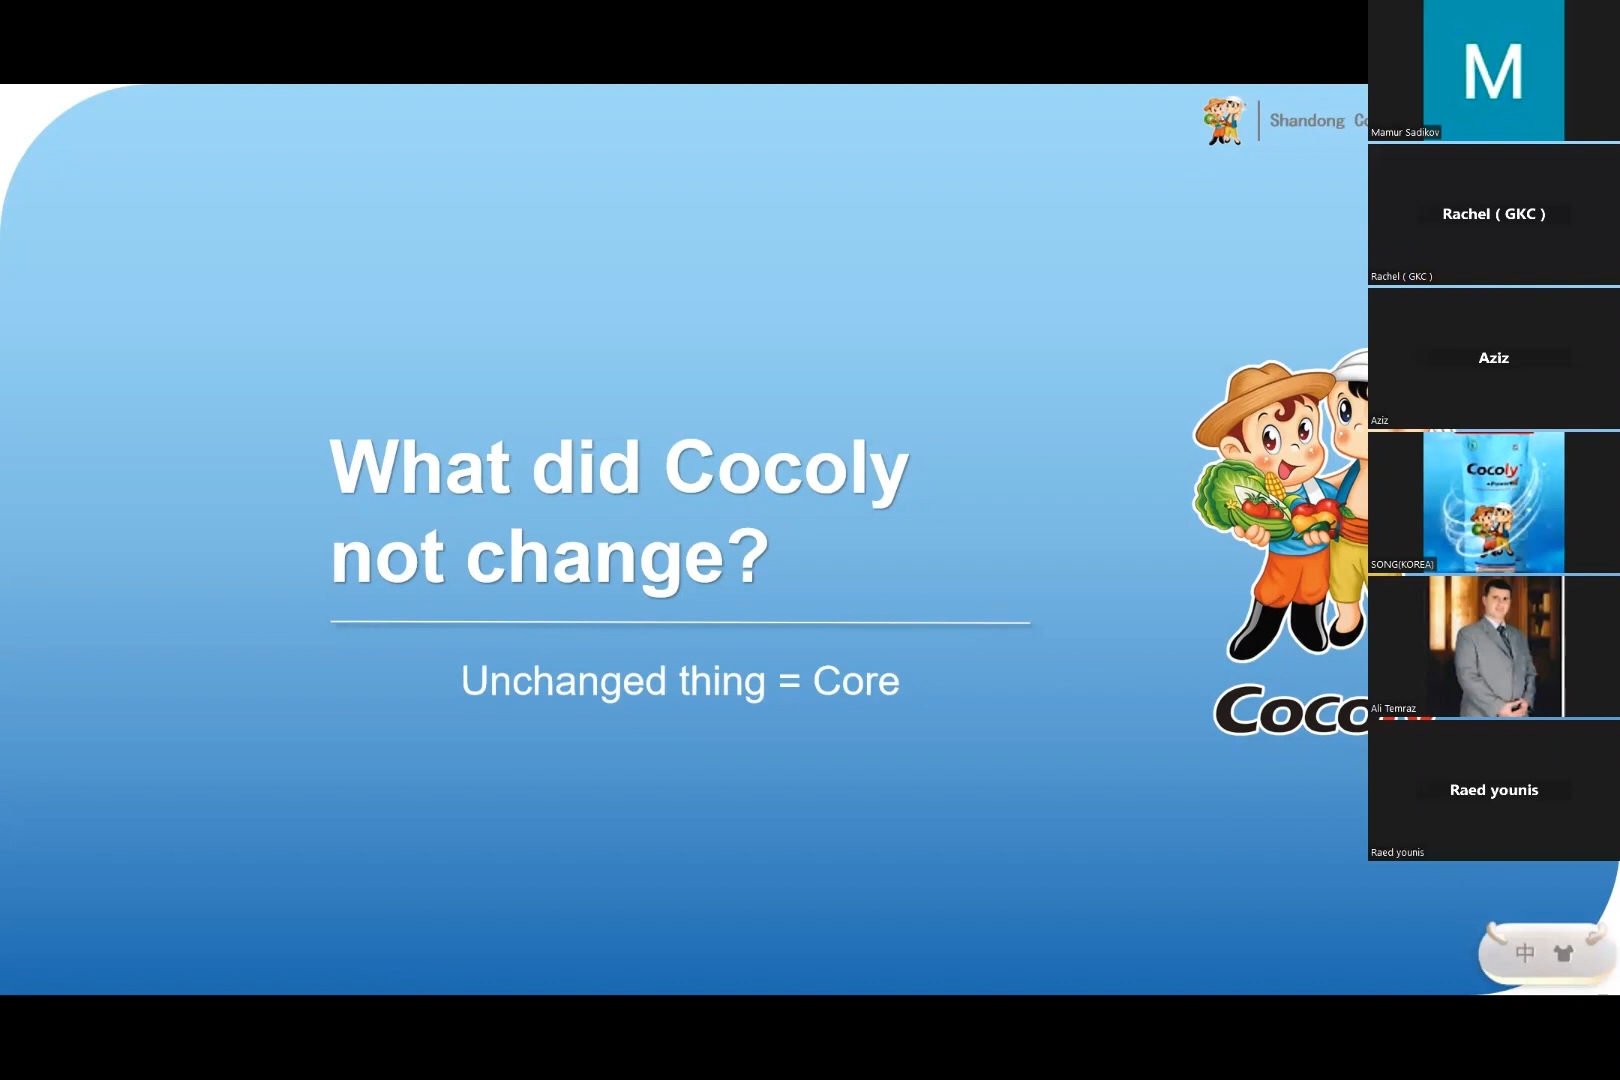 Shandong
What did Cocoly
not change?
Unchanged thing = Core
M
Mamur Sadikov
Rachel ( GKC )
Rachel ( GKC )
Aziz
Aziz
Cocoly
SONG(KOREA)
Ali Temraz
Raed younis
Raed younis
中